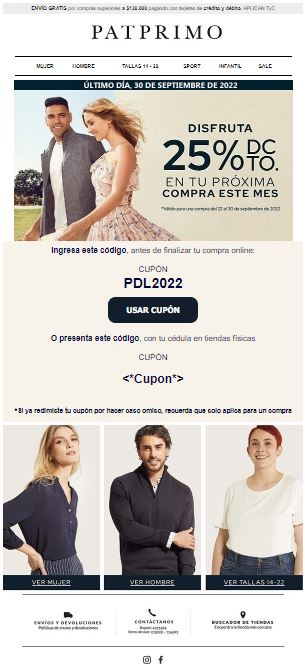 ENVÍO GRATIS por compras superiores a $130.000 pagando con tarjetas de crédito y débito. APLICAN TyC
PATPRIMO
MUJER HOMBRE TALLAS 14 - 22 SPORT INFANTIL SALE
ÚLTIMO DÍA, 30 DE SEPTIEMBRE DE 2022
DISFRUTA
25% DC TO.
EN TU PRÓXIMA
COMPRA ESTE MES
*Válido para una compra del 22 al 30 de septiembre de 2022
Ingresa este código, antes de finalizar tu compra online:
CUPÓN
PDL2022
USAR CUPÓN
O presenta este código, con tu cédula en tiendas físicas
CUPÓN
<*Cupon*>
*Si ya redimiste tu cupón por hacer caso omiso, recuerda que solo aplica para un compra
VER MUJER VER HOMBRE VER TALLAS 14-22
ENVÍOS Y DEVOLUCIONES CONTÁCTANOS BUSCADOR DE TIENDAS
Políticas de envíos y devoluciones Encuentra la tienda más cercana